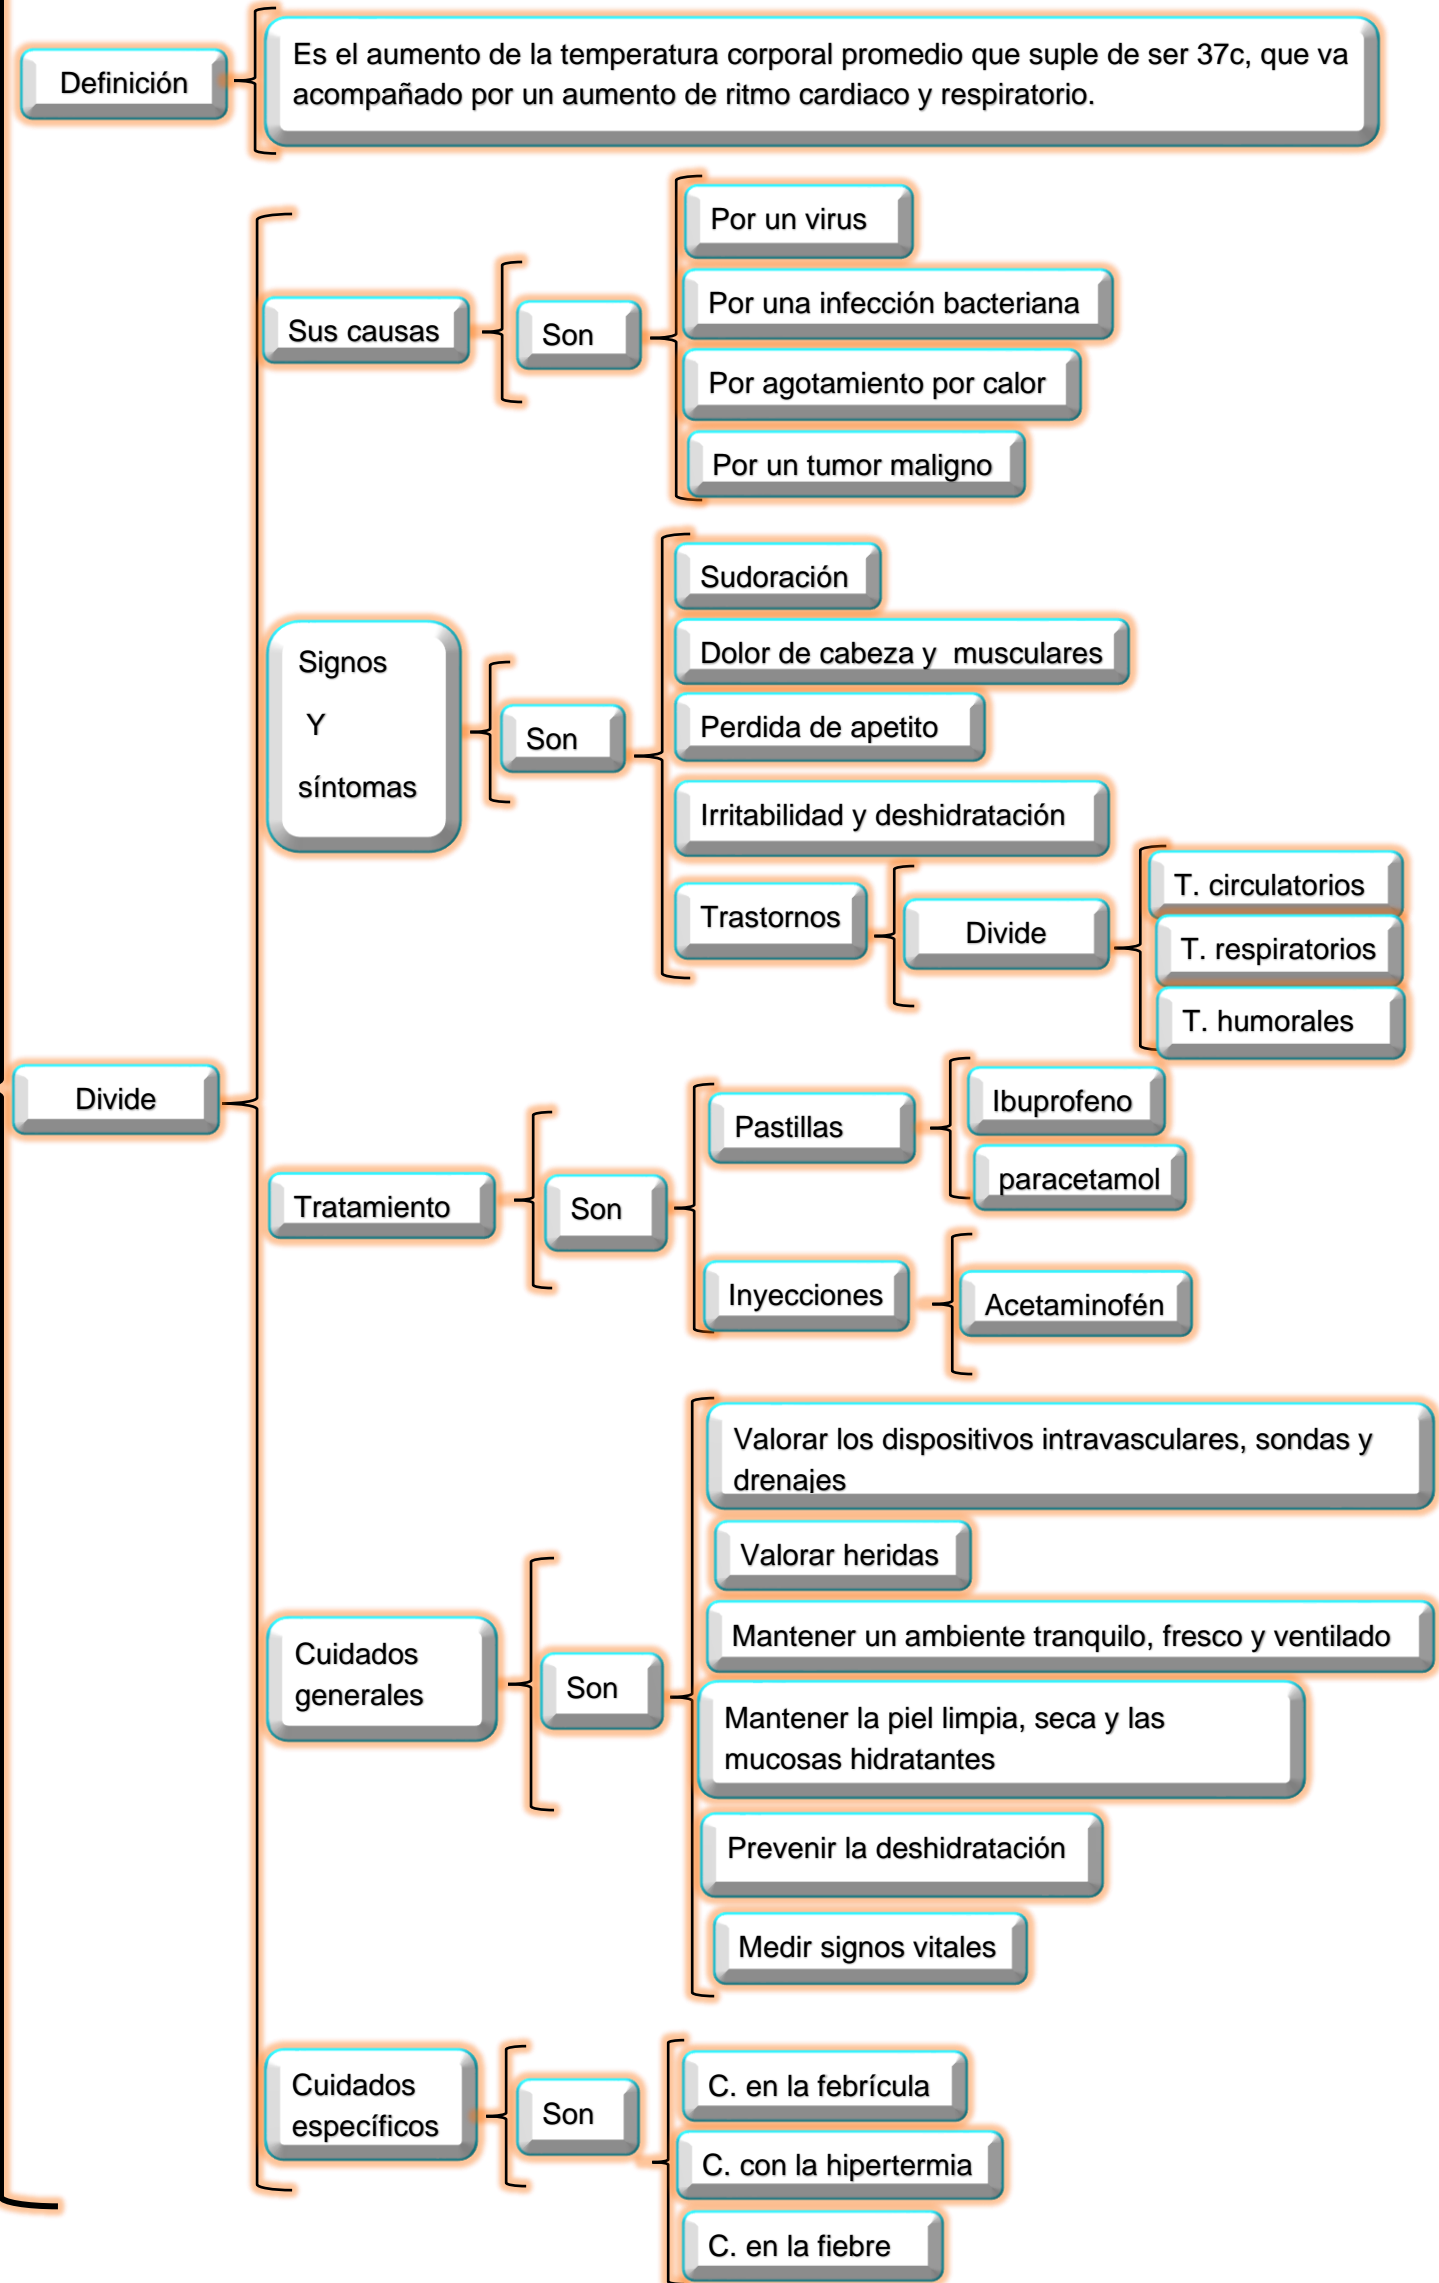 Definición
Es el aumento de la temperatura corporal promedio que suple de ser 37c, que va
acompañado por un aumento de ritmo cardiaco y respiratorio.
Divide
Sus causas
Son
Por un virus
Por una infección bacteriana
Por agotamiento por calor
Por un tumor maligno
Signos
Y
síntomas
Son
Sudoración
Dolor de cabeza y  musculares
Perdida de apetito
Irritabilidad y deshidratación
Trastornos
Divide
T. circulatorios
T. respiratorios
T. humorales
Tratamiento
Son
Pastillas
Ibuprofeno
paracetamol
Inyecciones
Acetaminofén
Cuidados
generales
Son
Valorar los dispositivos intravasculares, sondas y
drenajes
Valorar heridas
Mantener un ambiente tranquilo, fresco y ventilado
Mantener la piel limpia, seca y las
mucosas hidratantes
Prevenir la deshidratación
Medir signos vitales
Cuidados
específicos
Son
C. en la febrícula
C. con la hipertermia
C. en la fiebre